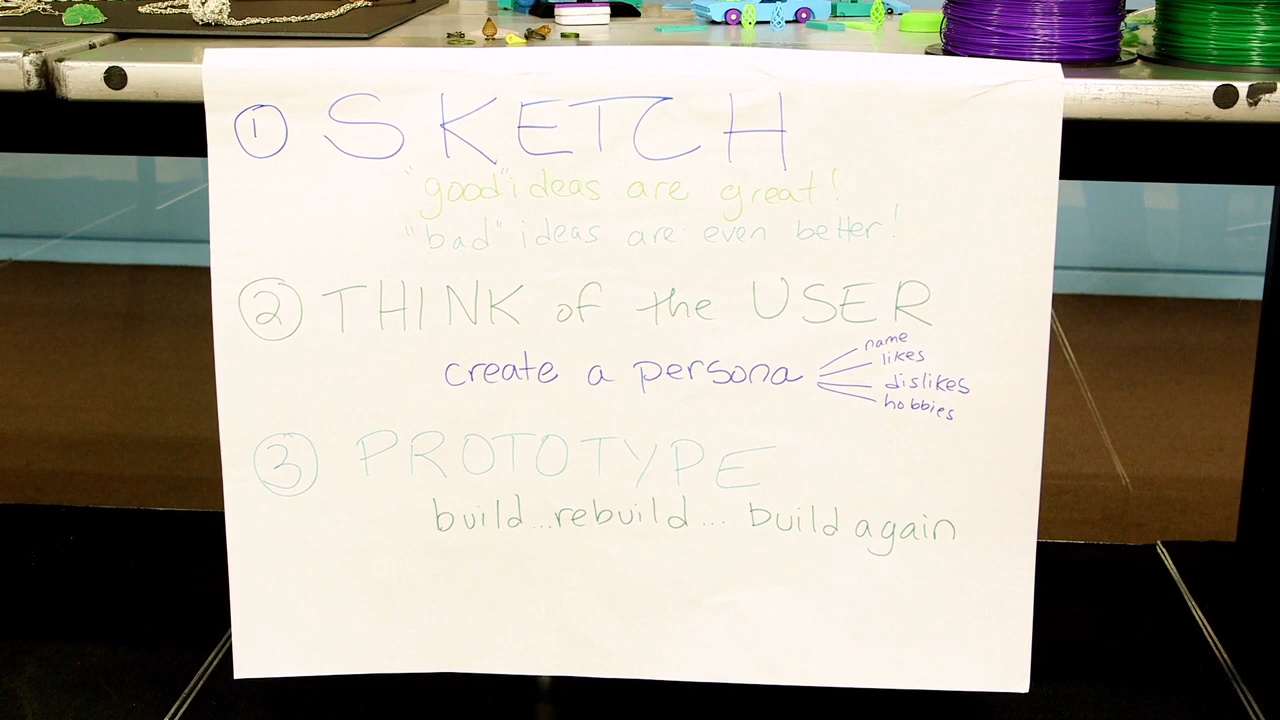 1 SKETCH
"good" ideas are great!
"bad" ideas are even better!
2 THINK of the USER
create a persona
name
likes
dislikes
hobbies
3 PROTOTYPE
build...rebuild... build again